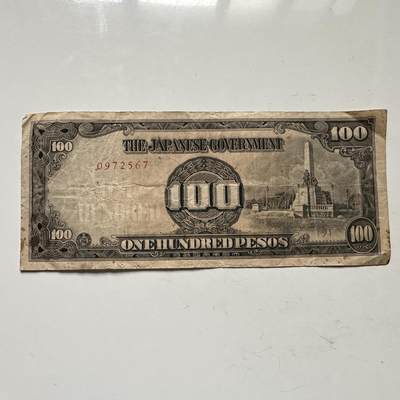 100 100
THE JAPANESE GOVERNMENT
0972567
100
ONE HUNDRED PESOS
100 100